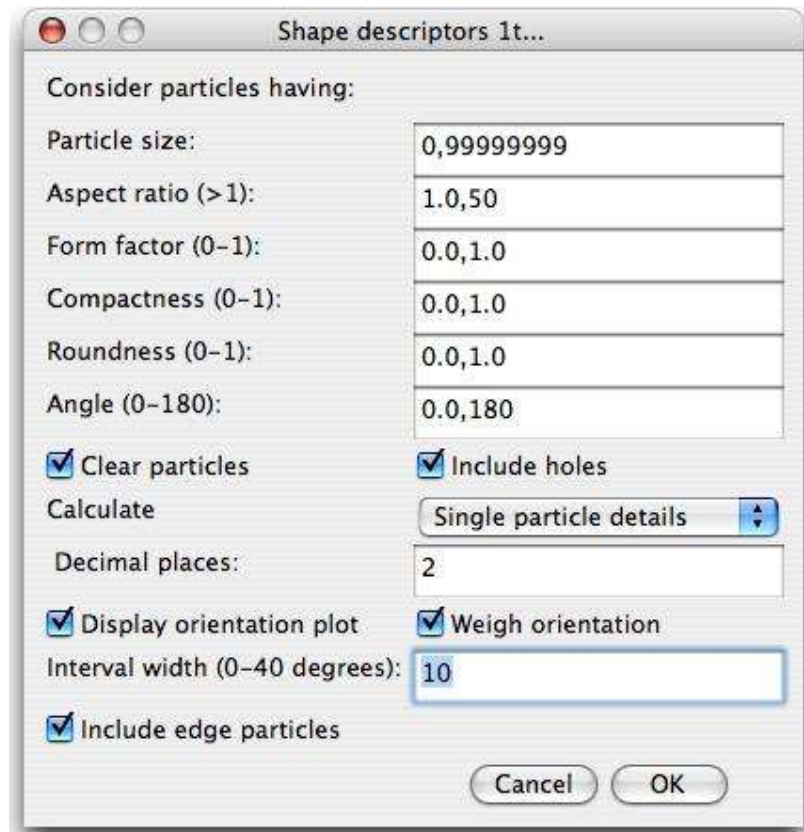 Shape descriptors 1t...
Consider particles having:
Particle size: 0,99999999
Aspect ratio (>1): 1.0,50
Form factor (0-1): 0.0,1.0
Compactness (0-1): 0.0,1.0
Roundness (0-1): 0.0,1.0
Angle (0-180): 0.0,180
Clear particles Include holes
Calculate Single particle details
Decimal places: 2
Display orientation plot Weigh orientation
Interval width (0-40 degrees): 10
Include edge particles
Cancel OK